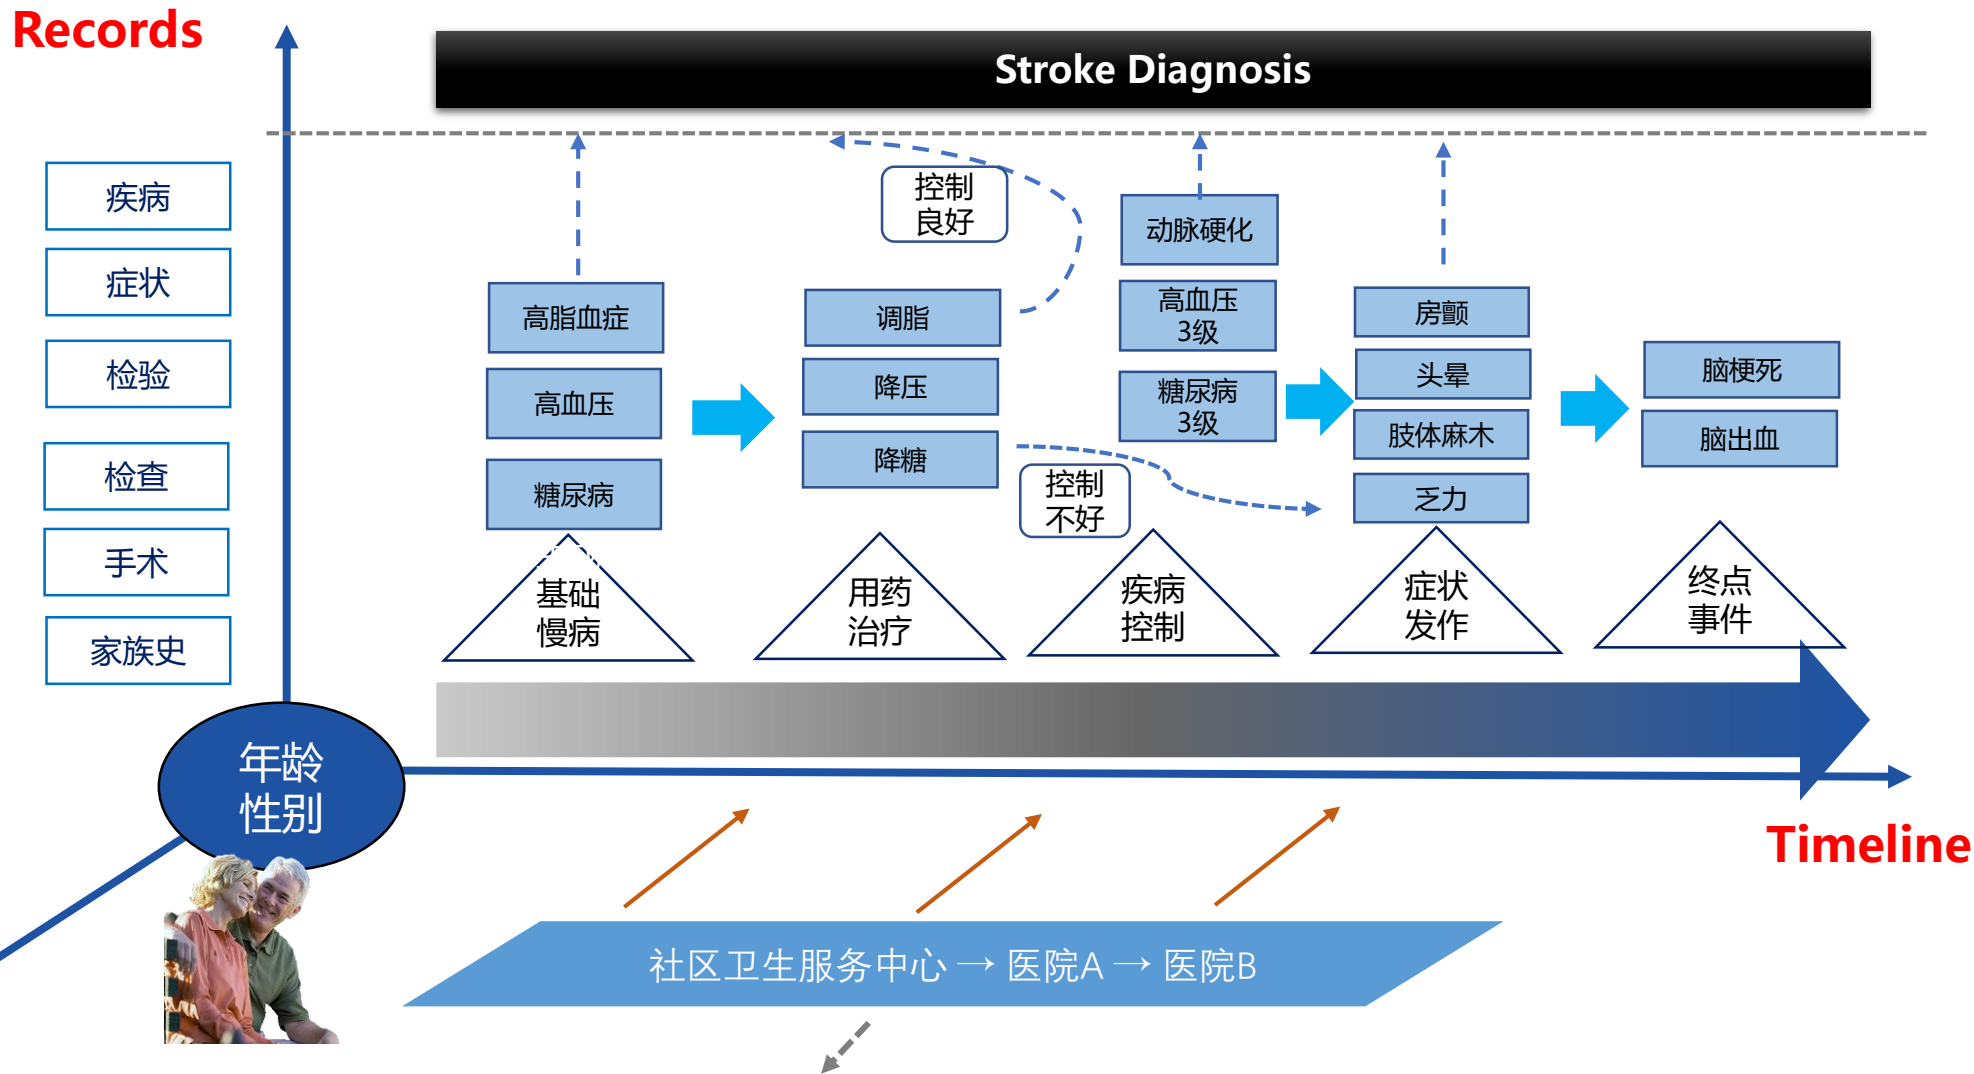 Records
Stroke Diagnosis
疾病
症状
检验
检查
手术
家族史
年龄
性别
高脂血症
高血压
糖尿病
基础
慢病
控制
良好
调脂
降压
降糖
用药
治疗
控制
不好
动脉硬化
高血压
3级
糖尿病
3级
疾病
控制
房颤
头晕
肢体麻木
乏力
症状
发作
脑梗死
脑出血
终点
事件
Timeline
社区卫生服务中心→医院A→医院B